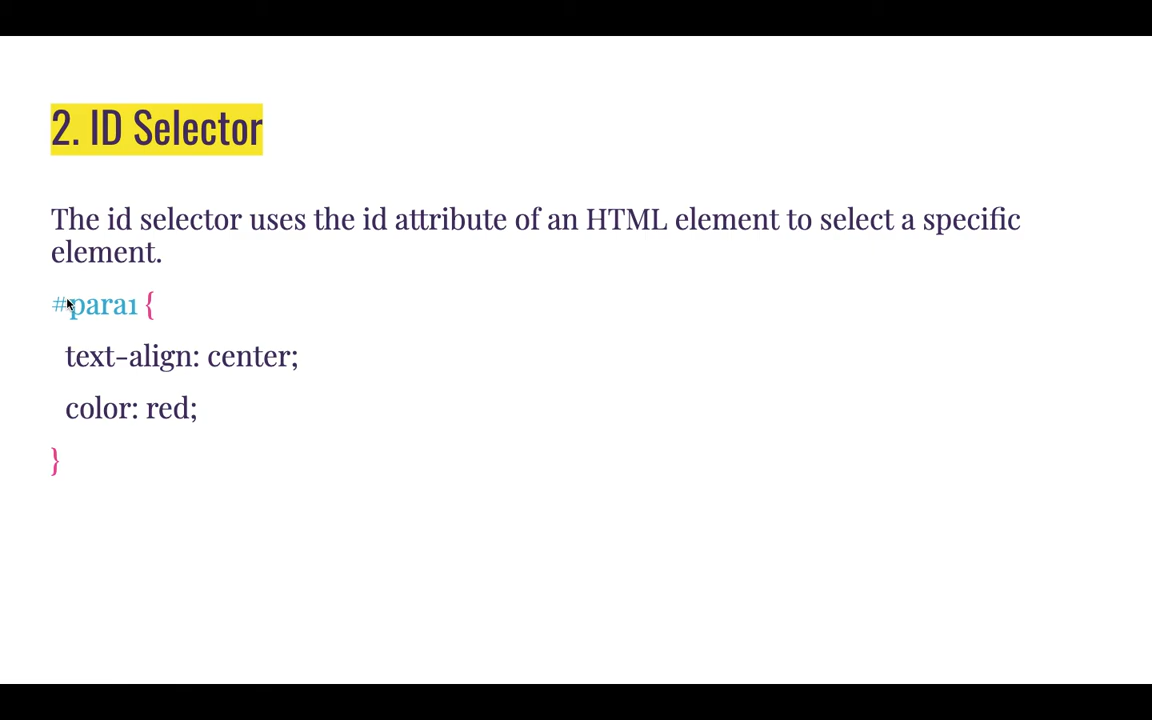 2. ID Selector
The id selector uses the id attribute of an HTML element to select a specific
element.
#para1 {
text-align: center;
color: red;
}